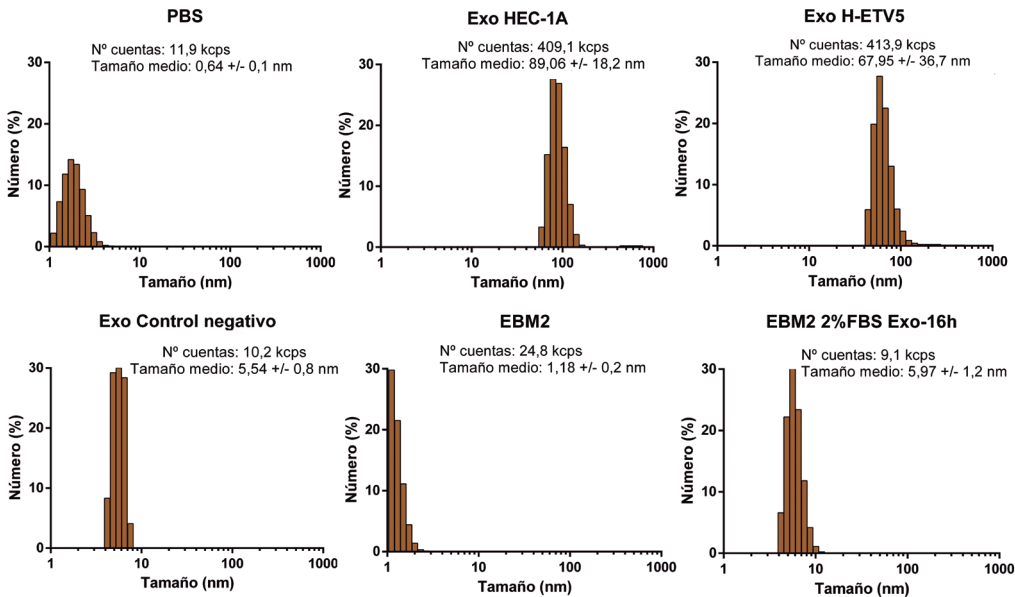 PBS
Nº cuentas: 11,9 kcps
Tamaño medio: 0,64 +/- 0,1 nm
Número (%)
30
20
10
0
1 10 100 1000
Tamaño (nm)
Exo HEC-1A
Nº cuentas: 409,1 kcps
Tamaño medio: 89,06 +/- 18,2 nm
Número (%)
30
20
10
0
1 10 100 1000
Tamaño (nm)
Exo H-ETV5
Nº cuentas: 413,9 kcps
Tamaño medio: 67,95 +/- 36,7 nm
Número (%)
30
20
10
0
1 10 100 1000
Tamaño (nm)
Exo Control negativo
Nº cuentas: 10,2 kcps
Tamaño medio: 5,54 +/- 0,8 nm
Número (%)
30
20
10
0
1 10 100 1000
Tamaño (nm)
EBM2
Nº cuentas: 24,8 kcps
Tamaño medio: 1,18 +/- 0,2 nm
Número (%)
30
20
10
0
1 10 100 1000
Tamaño (nm)
EBM2 2%FBS Exo-16h
Nº cuentas: 9,1 kcps
Tamaño medio: 5,97 +/- 1,2 nm
Número (%)
30
20
10
0
1 10 100 1000
Tamaño (nm)